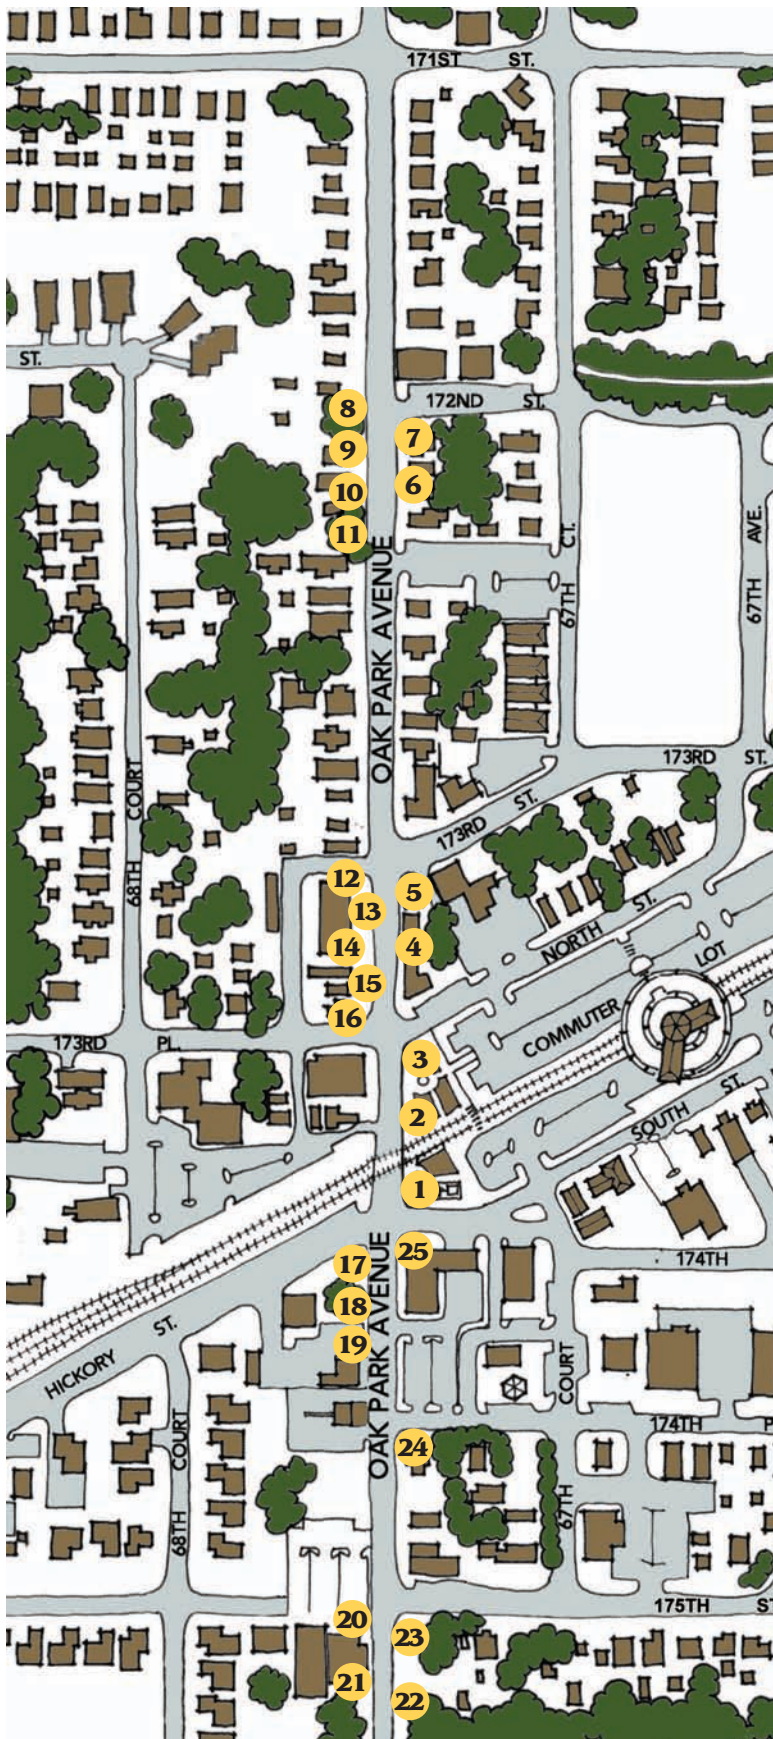 171ST ST.
ST.
172ND ST.
8
7
9
6
10
11
OAK PARK AVENUE
67TH CT.
67TH AVE.
173RD ST.
68TH COURT
173RD ST.
12
5
13
NORTH ST.
4
14
COMMUTER LOT
15
16
173RD PL.
3
2
SOUTH ST.
1
25
174TH
17
OAK PARK AVENUE
18
HICKORY ST.
19
67TH COURT
174TH P
24
68TH COURT
175TH ST
20
23
21
22